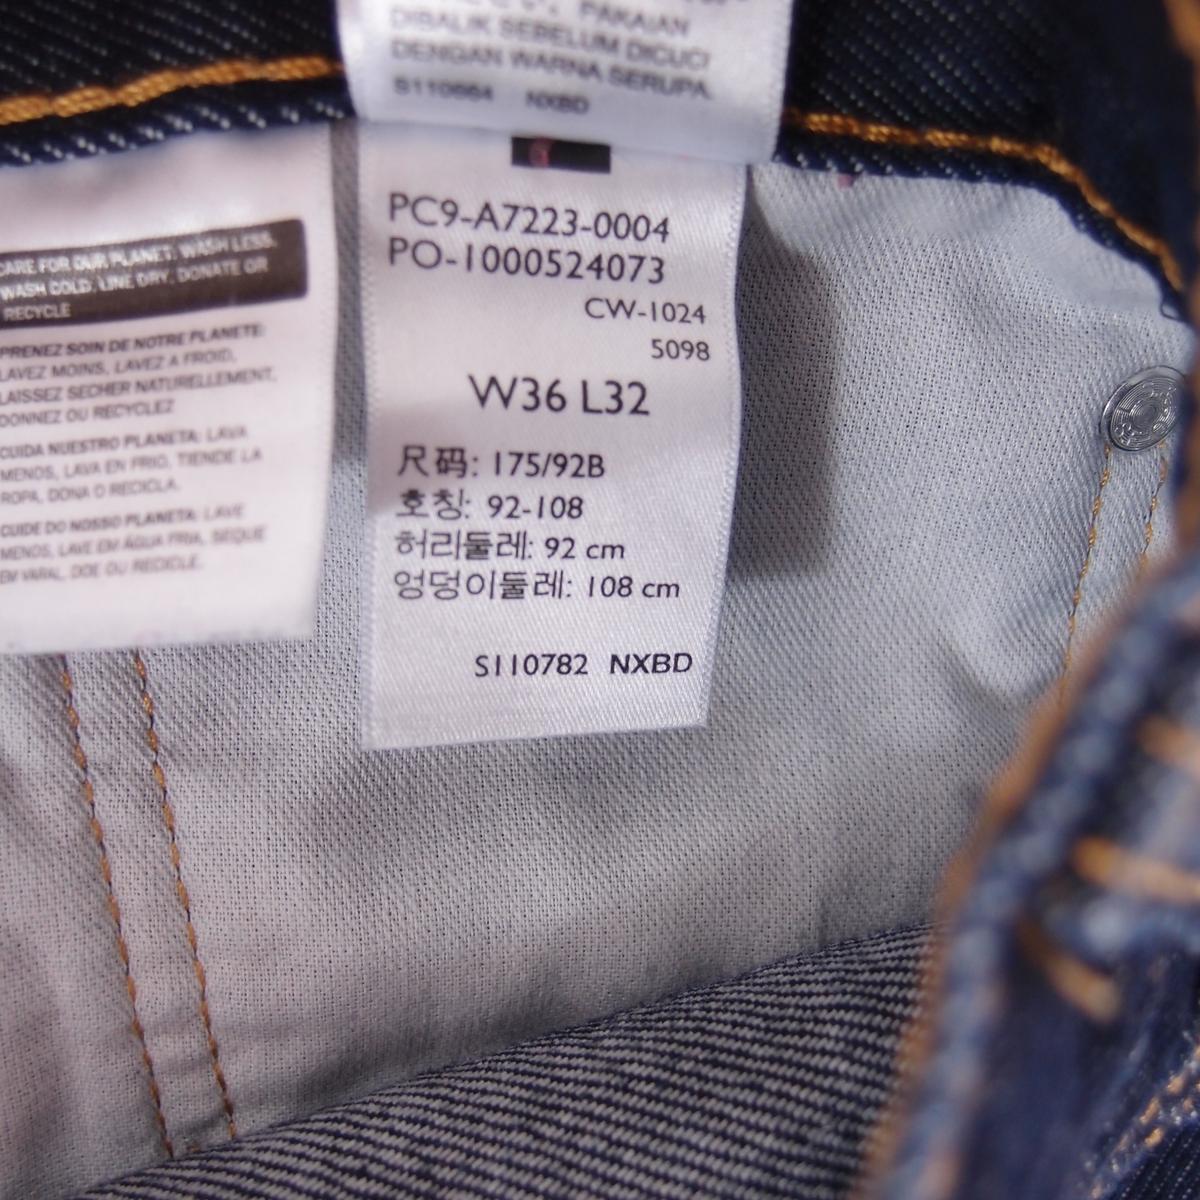 PAKAIAN
DIBALIK SEBELUM DICUCI
DENGAN WARNA SERUPA.
S110664 NXBD
CARE FOR OUR PLANET: WASH LESS,
WASH COLD, LINE DRY, DONATE OR
RECYCLE
PRENEZ SOIN DE NOTRE PLANETE:
LAVEZ MOINS, LAVEZ A FROID,
LAISSEZ SECHER NATURELLEMENT,
DONNEZ OU RECYCLEZ
CUIDA NUESTRO PLANETA: LAVA
MENOS, LAVA EN FRIO, TIENDE LA
ROPA, DONA O RECICLA.
CUIDE DO NOSSO PLANETA: LAVE
MENOS, LAVE EM ÁGUA FRIA, SEQUE
EM VARAL, DOE OU RECICLE.
PC9-A7223-0004
PO-1000524073
CW-1024
5098
W36 L32
尺码: 175/92B
호칭: 92-108
허리둘레: 92 cm
엉덩이둘레: 108 cm
S110782 NXBD